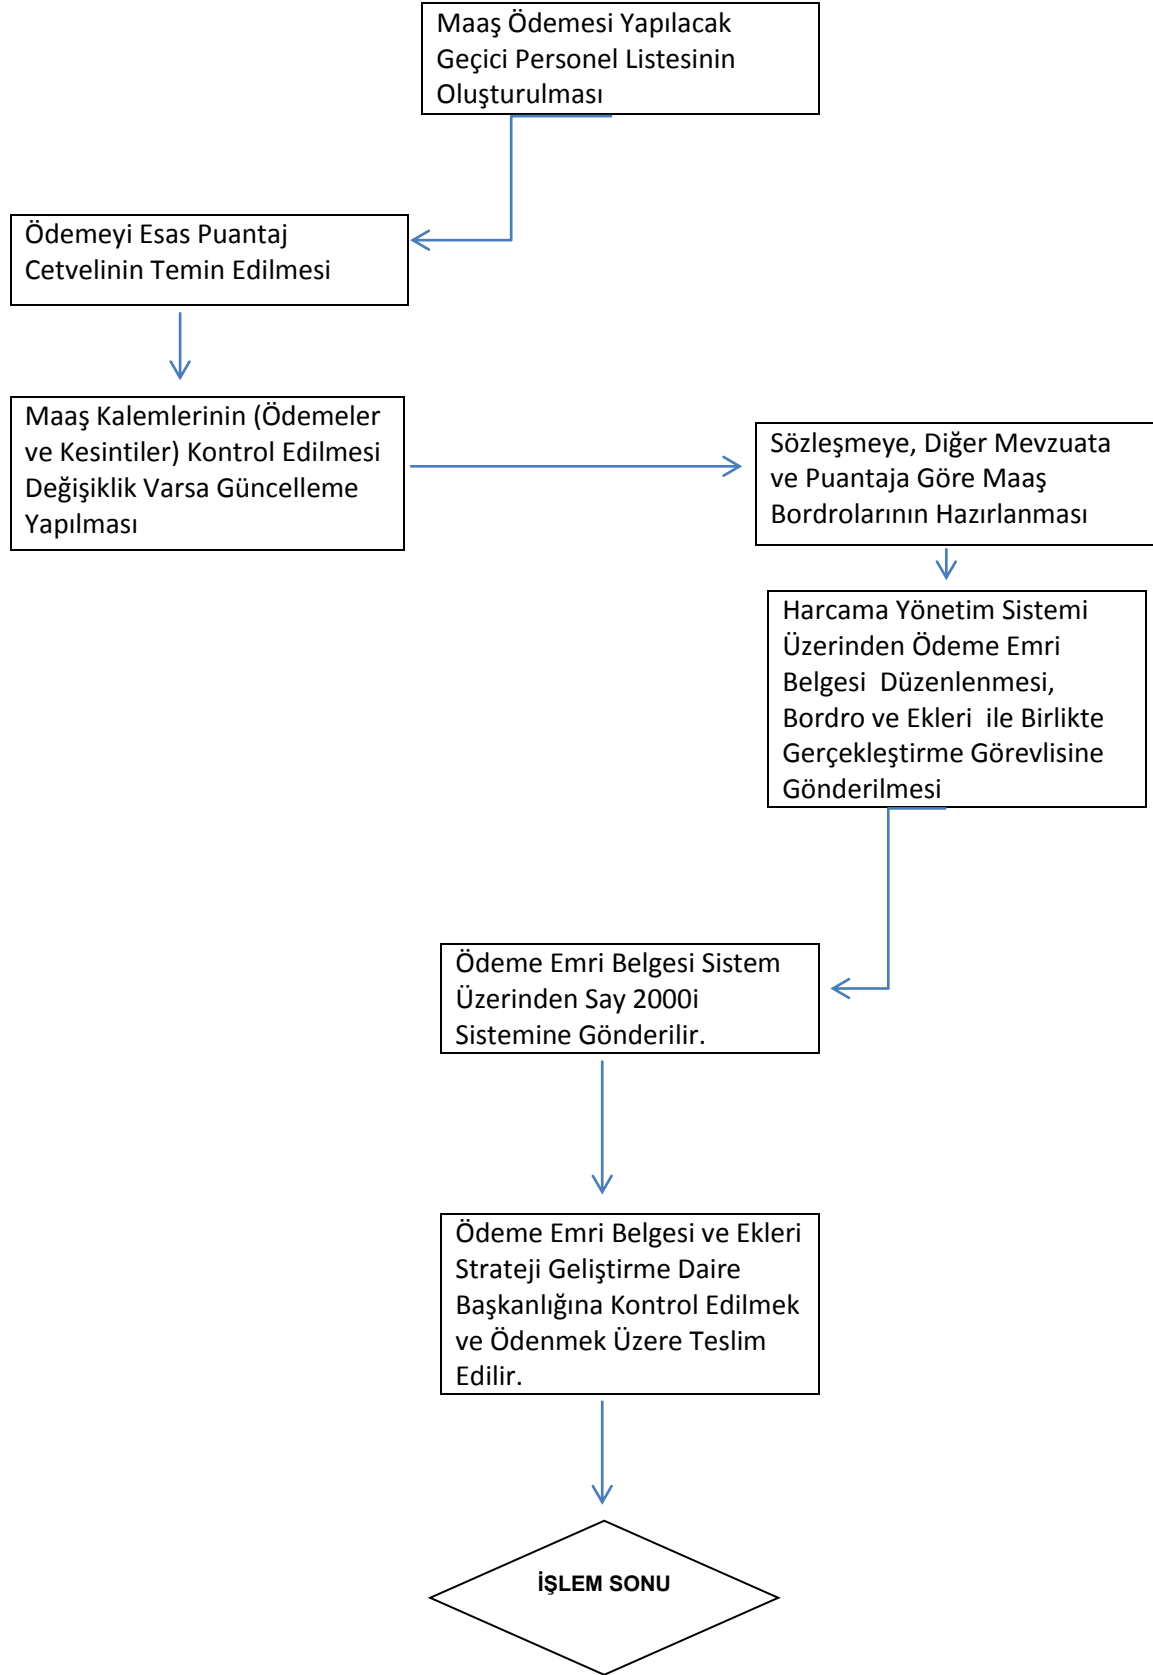 Maaş Ödemesi Yapılacak
Geçici Personel Listesinin
Oluşturulması
Ödemeyi Esas Puantaj
Cetvelinin Temin Edilmesi
Maaş Kalemlerinin (Ödemeler
ve Kesintiler) Kontrol Edilmesi
Değişiklik Varsa Güncelleme
Yapılması
Sözleşmeye, Diğer Mevzuata
ve Puantaja Göre Maaş
Bordrolarının Hazırlanması
Harcama Yönetim Sistemi
Üzerinden Ödeme Emri
Belgesi  Düzenlenmesi,
Bordro ve Ekleri  ile Birlikte
Gerçekleştirme Görevlisine
Gönderilmesi
Ödeme Emri Belgesi Sistem
Üzerinden Say 2000i
Sistemine Gönderilir.
Ödeme Emri Belgesi ve Ekleri
Strateji Geliştirme Daire
Başkanlığına Kontrol Edilmek
ve Ödenmek Üzere Teslim
Edilir.
İŞLEM SONU